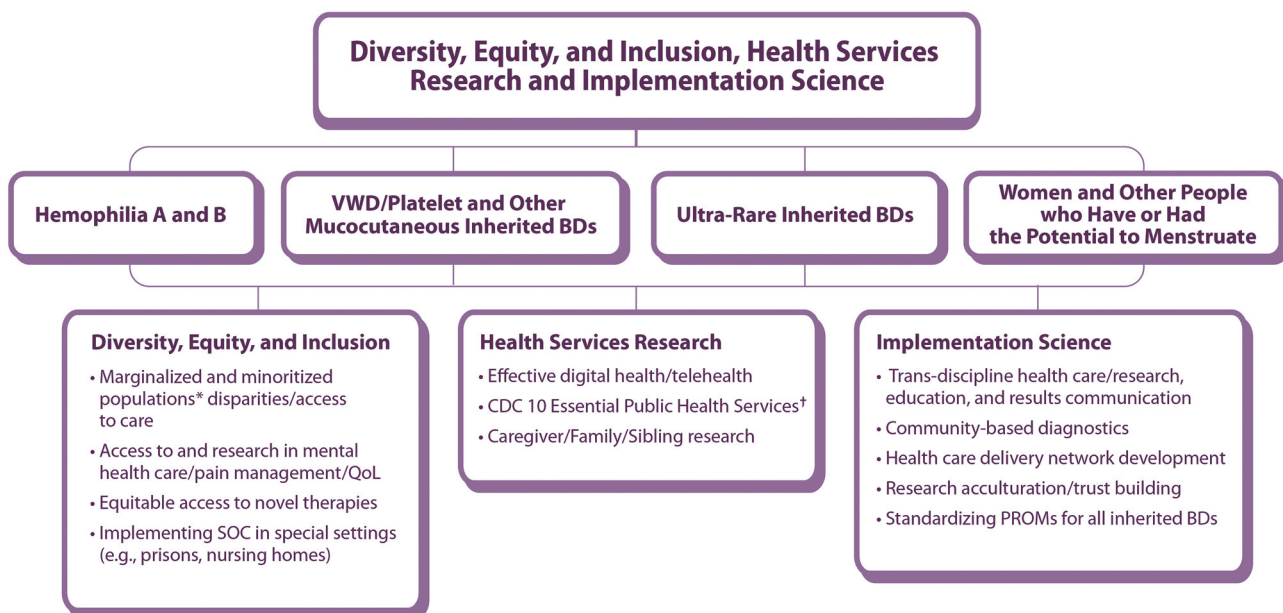 Diversity, Equity, and Inclusion, Health Services
Research and Implementation Science
Hemophilia A and B
VWD/Platelet and Other
Mucocutaneous Inherited BDs
Ultra-Rare Inherited BDs
Women and Other People
who Have or Had
the Potential to Menstruate
Diversity, Equity, and Inclusion
• Marginalized and minoritized
populations* disparities/access
to care
• Access to and research in mental
health care/pain management/QoL
• Equitable access to novel therapies
• Implementing SOC in special settings
(e.g., prisons, nursing homes)
Health Services Research
• Effective digital health/telehealth
• CDC 10 Essential Public Health Services†
• Caregiver/Family/Sibling research
Implementation Science
• Trans-discipline health care/research,
education, and results communication
• Community-based diagnostics
• Health care delivery network development
• Research acculturation/trust building
• Standardizing PROMs for all inherited BDs